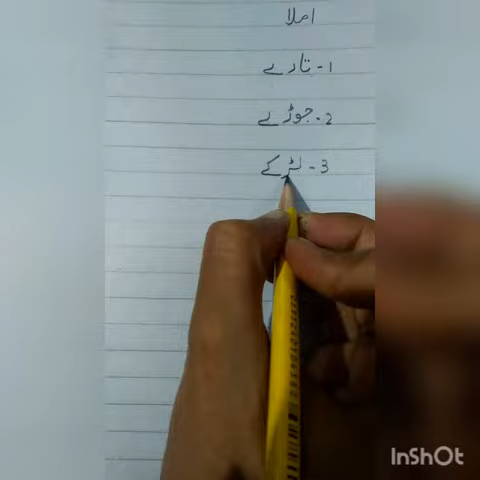 املا
1- تارے
2- جوڑے
3- لڑکے
InShOt